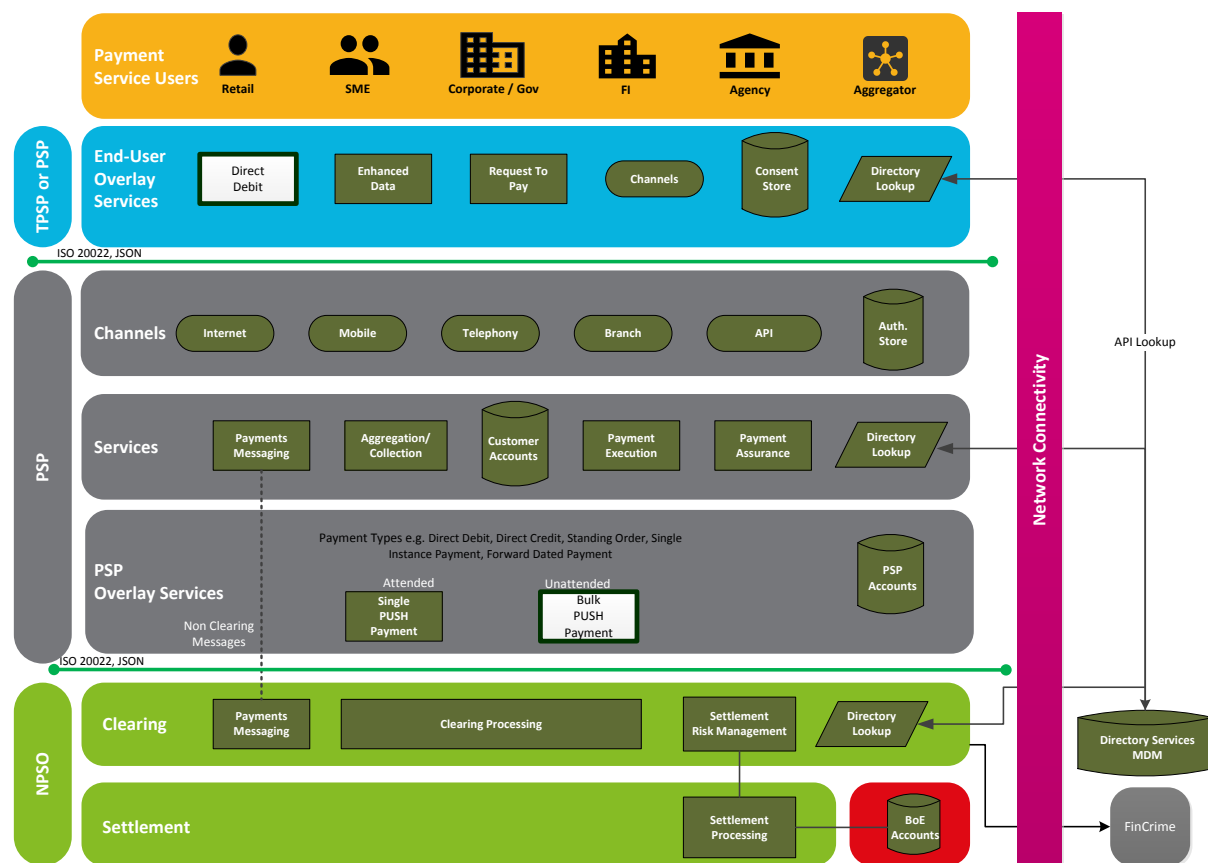 Payment
Service Users
Retail
SME
Corporate / Gov
FI
Agency
Aggregator
TPSP or PSP
End-User
Overlay
Services
Direct
Debit
Enhanced
Data
Request To
Pay
Channels
Consent
Store
Directory
Lookup
ISO 20022, JSON
PSP
Channels
Internet
Mobile
Telephony
Branch
API
Auth.
Store
API Lookup
Network Connectivity
Services
Payments
Messaging
Aggregation/
Collection
Customer
Accounts
Payment
Execution
Payment
Assurance
Directory
Lookup
Payment Types e.g. Direct Debit, Direct Credit, Standing Order, Single
Instance Payment, Forward Dated Payment
PSP
Overlay Services
Attended
Single
PUSH
Payment
Unattended
Bulk
PUSH
Payment
PSP
Accounts
Non Clearing
Messages
ISO 20022, JSON
NPSO
Clearing
Payments
Messaging
Clearing Processing
Settlement
Risk Management
Directory
Lookup
Directory Services
MDM
Settlement
Settlement
Processing
BoE
Accounts
FinCrime